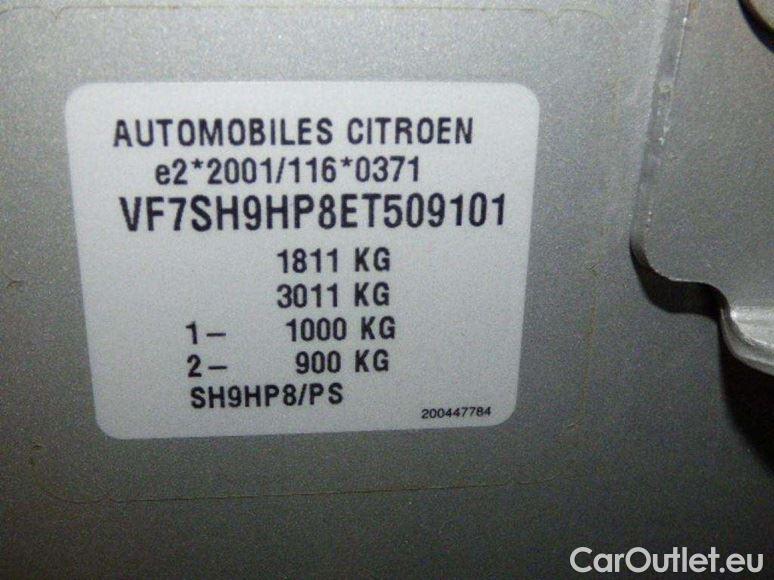 AUTOMOBILES CITROEN
e2*2001/116*0371
VF7SH9HP8ET509101
1811 KG
3011 KG
1- 1000 KG
2- 900 KG
SH9HP8/PS
200447784
CarOutlet.eu